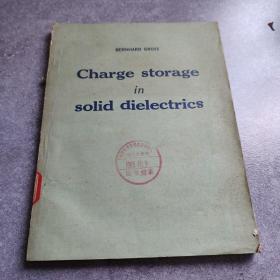 BERNHARD GROSS
Charge storage
in
solid dielectrics